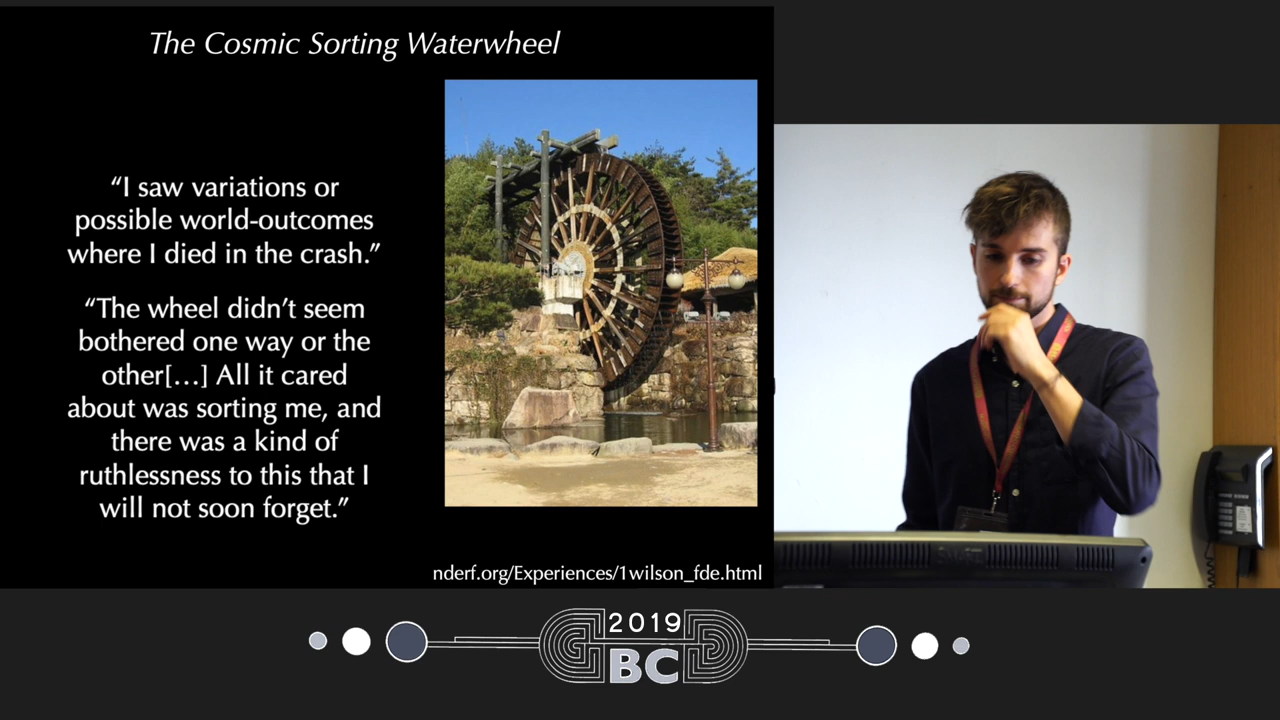 The Cosmic Sorting Waterwheel
“I saw variations or
possible world-outcomes
where I died in the crash.”
“The wheel didn’t seem
bothered one way or the
other[…] All it cared
about was sorting me, and
there was a kind of
ruthlessness to this that I
will not soon forget.”
nderf.org/Experiences/1wilson_fde.html
2019
BC